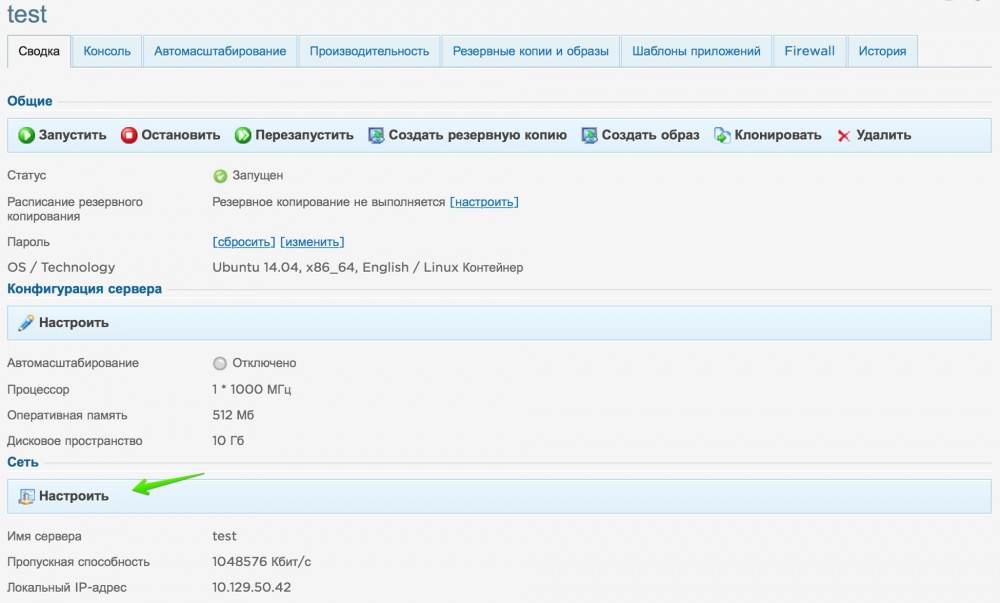 test
Сводка Консоль Автомасштабирование Производительность Резервные копии и образы Шаблоны приложений Firewall История
Общие
Запустить Остановить Перезапустить Создать резервную копию Создать образ Клонировать Удалить
Статус Запущен
Расписание резервного копирования Резервное копирование не выполняется [настроить]
Пароль [сбросить] [изменить]
OS / Technology Ubuntu 14.04, x86_64, English / Linux Контейнер
Конфигурация сервера
Настроить
Автомасштабирование Отключено
Процессор 1 * 1000 МГц
Оперативная память 512 Мб
Дисковое пространство 10 Гб
Сеть
Настроить
Имя сервера test
Пропускная способность 1048576 Кбит/с
Локальный IP-адрес 10.129.50.42